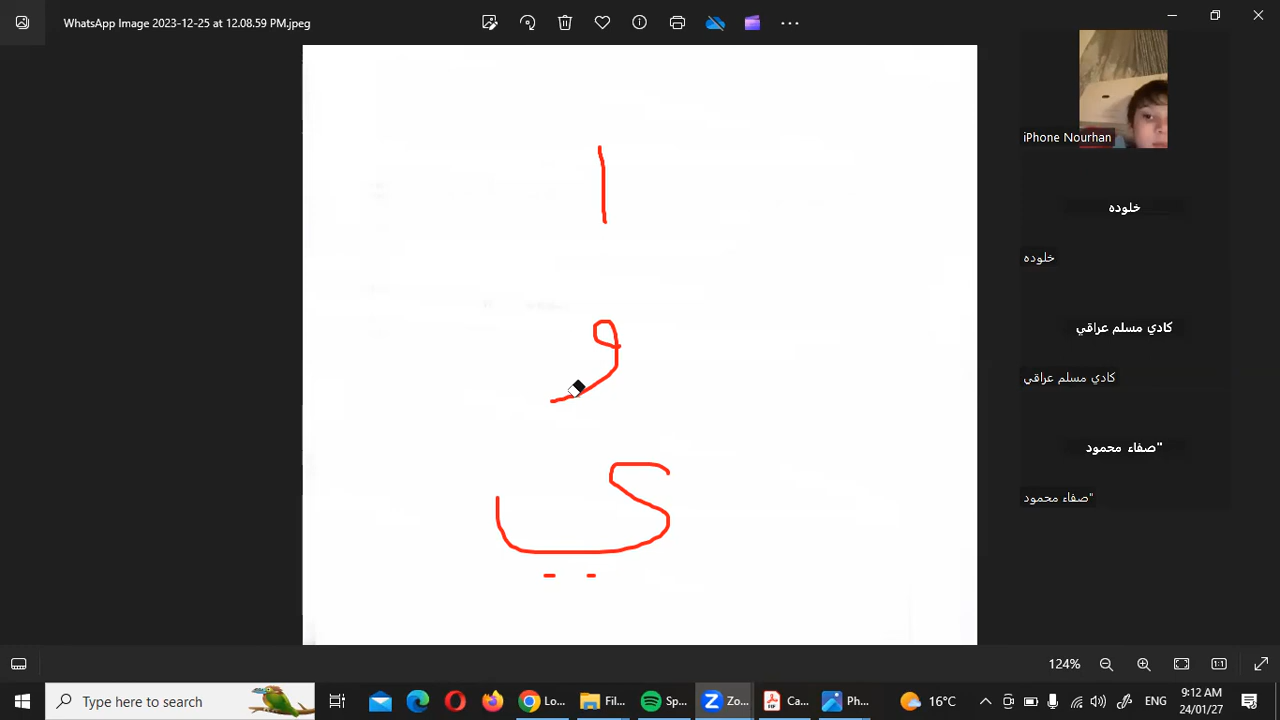 WhatsApp Image 2023-12-25 at 12.08.59 PM.jpeg
iPhone Nourhan
خلوده
خلوده
كادي مسلم عراقي
كادي مسلم عراقي
صفاء محمود"
صفاء محمود"
ا
و
ي
124%
Type here to search
Lo...
Fil...
Sp...
Zo...
Ca...
Ph...
16°C
ENG
9:12 AM
24/01/27